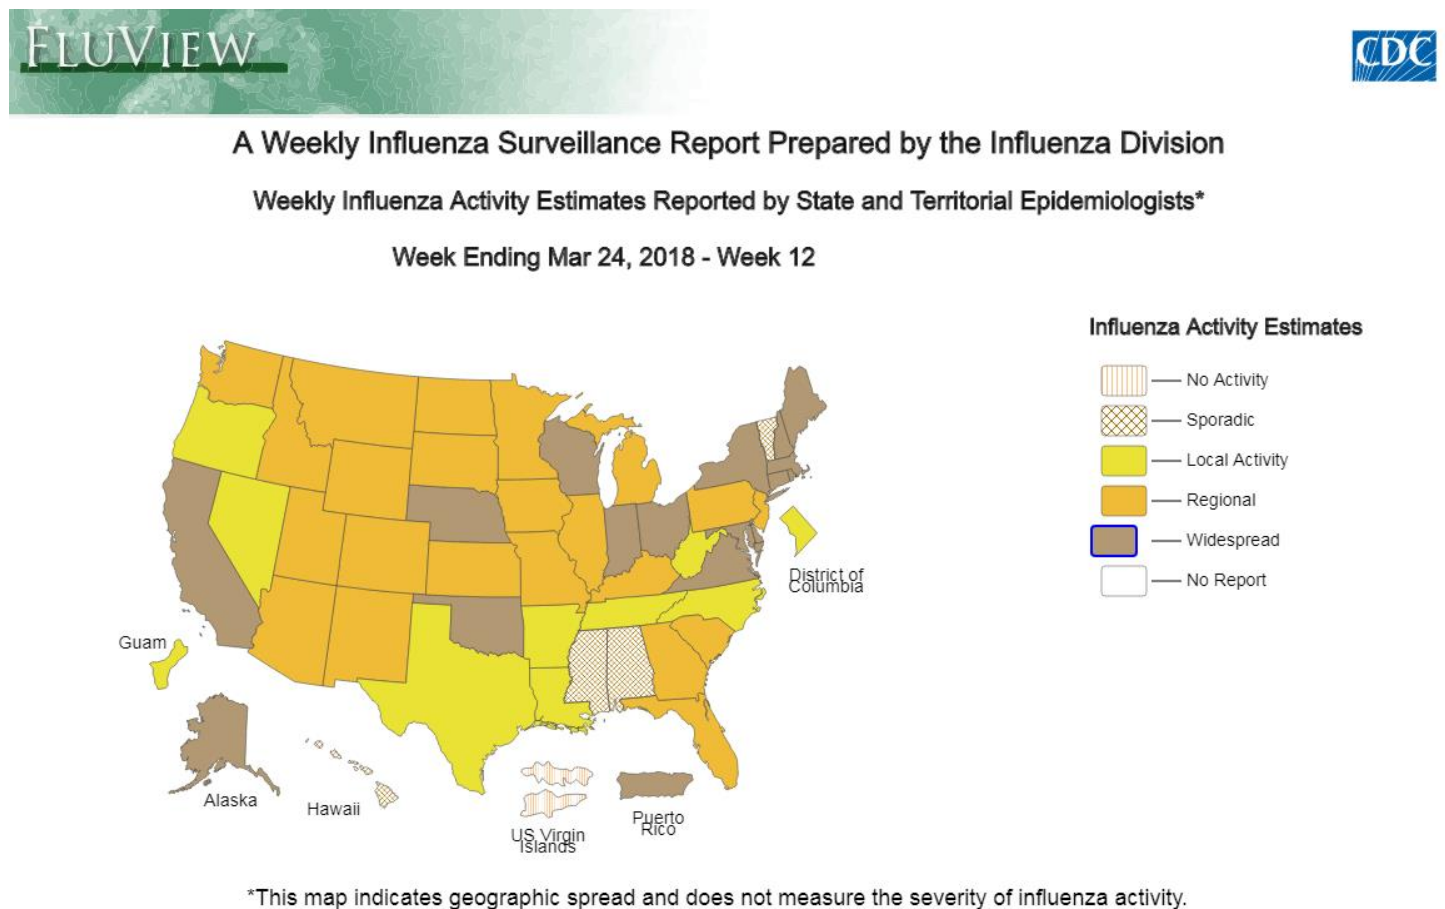 FLUVIEW
CDC
A Weekly Influenza Surveillance Report Prepared by the Influenza Division
Weekly Influenza Activity Estimates Reported by State and Territorial Epidemiologists*
Week Ending Mar 24, 2018 - Week 12
Influenza Activity Estimates
No Activity
Sporadic
Local Activity
Regional
Widespread
No Report
District of
Columbia
Guam
Alaska
Hawaii
US Virgin
Islands
Puerto
Rico
*This map indicates geographic spread and does not measure the severity of influenza activity.